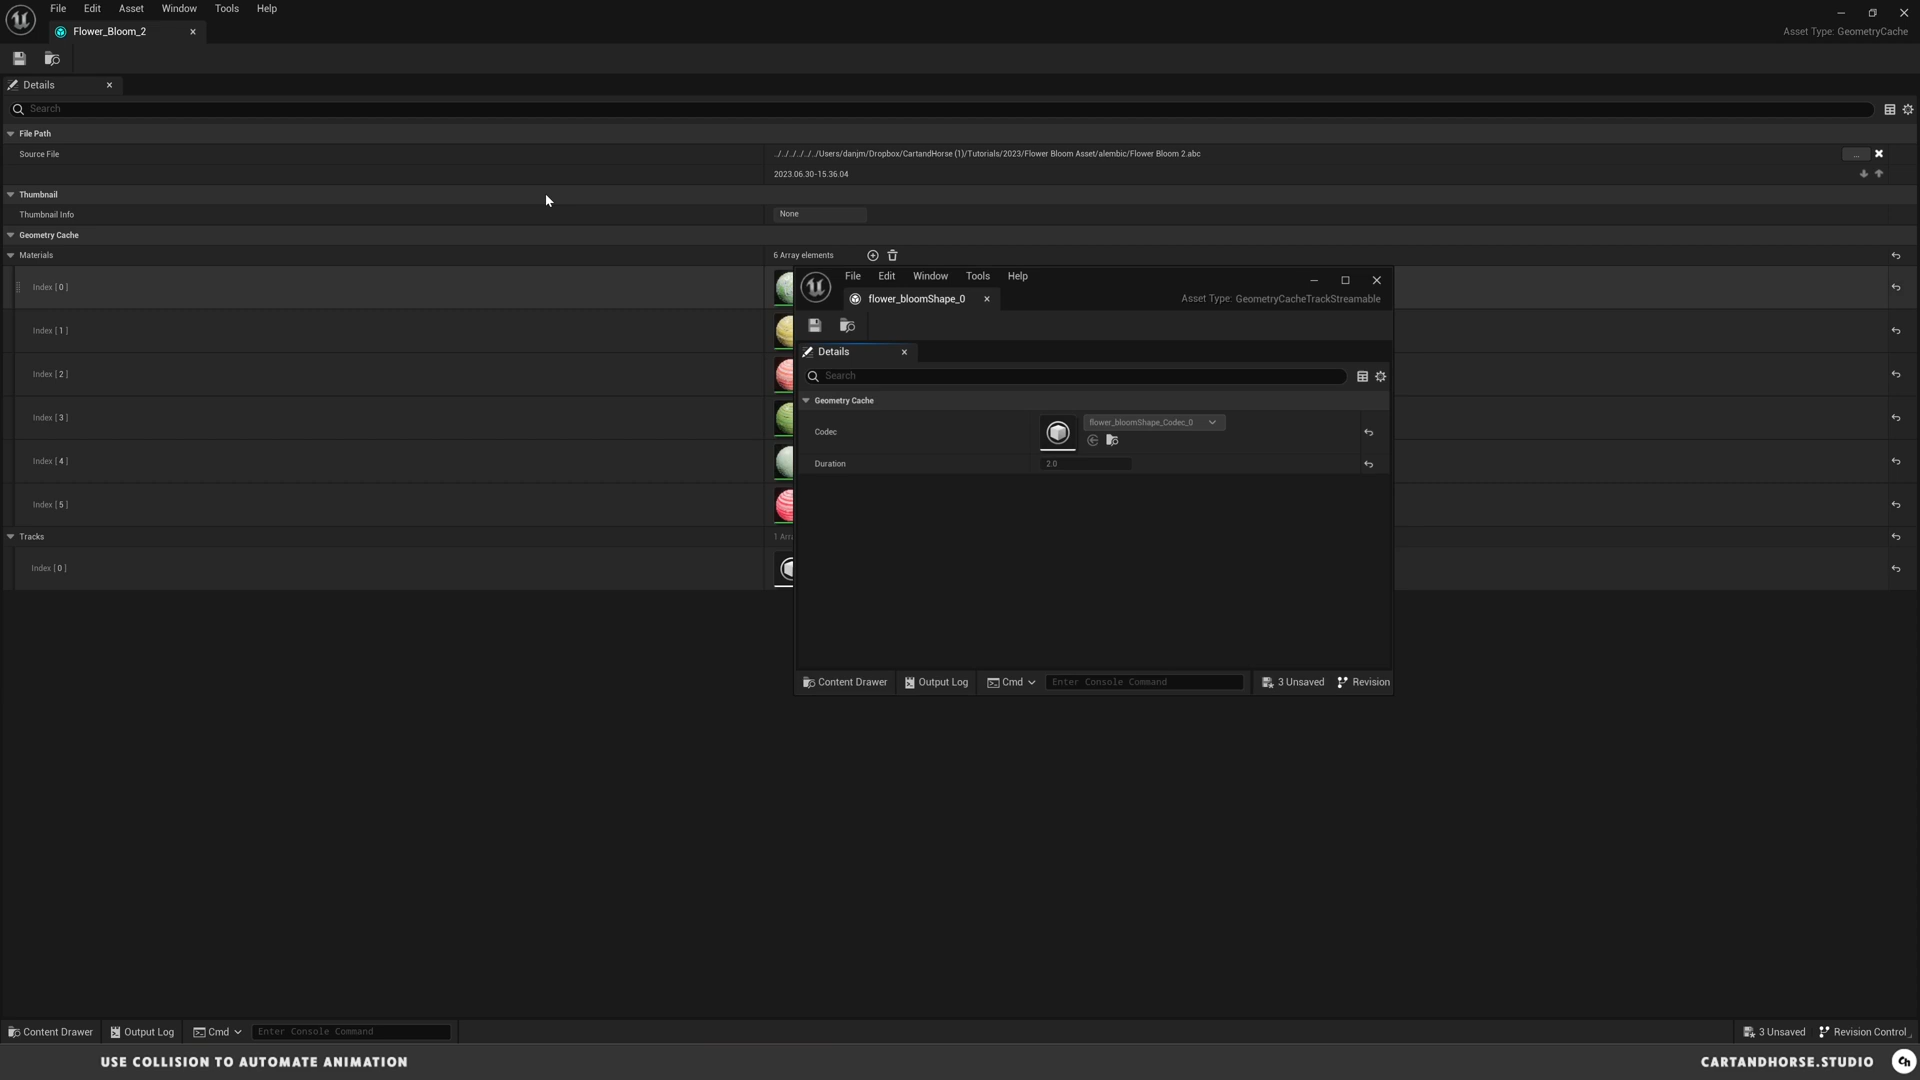 File Edit Asset Window Tools Help
Flower_Bloom_2
Asset Type: GeometryCache
Details
Search
File Path
Source File ../../../../../../Users/danjm/Dropbox/CartandHorse (1)/Tutorials/2023/Flower Bloom Asset/alembic/Flower Bloom 2.abc ...
2023.06.30-15.36.04
Thumbnail
Thumbnail Info None
Geometry Cache
Materials 6 Array elements
Index [ 0 ]
Index [ 1 ]
Index [ 2 ]
Index [ 3 ]
Index [ 4 ]
Index [ 5 ]
Tracks 1
Index [ 0 ]
File Edit Window Tools Help
flower_bloomShape_0
Asset Type: GeometryCacheTrackStreamable
Details
Search
Geometry Cache
Codec flower_bloomShape_Codec_0
Duration 2.0
Content Drawer Output Log Cmd Enter Console Command 3 Unsaved Revision
Content Drawer Output Log Cmd Enter Console Command 3 Unsaved Revision Control
USE COLLISION TO AUTOMATE ANIMATION CARTANDHORSE.STUDIO